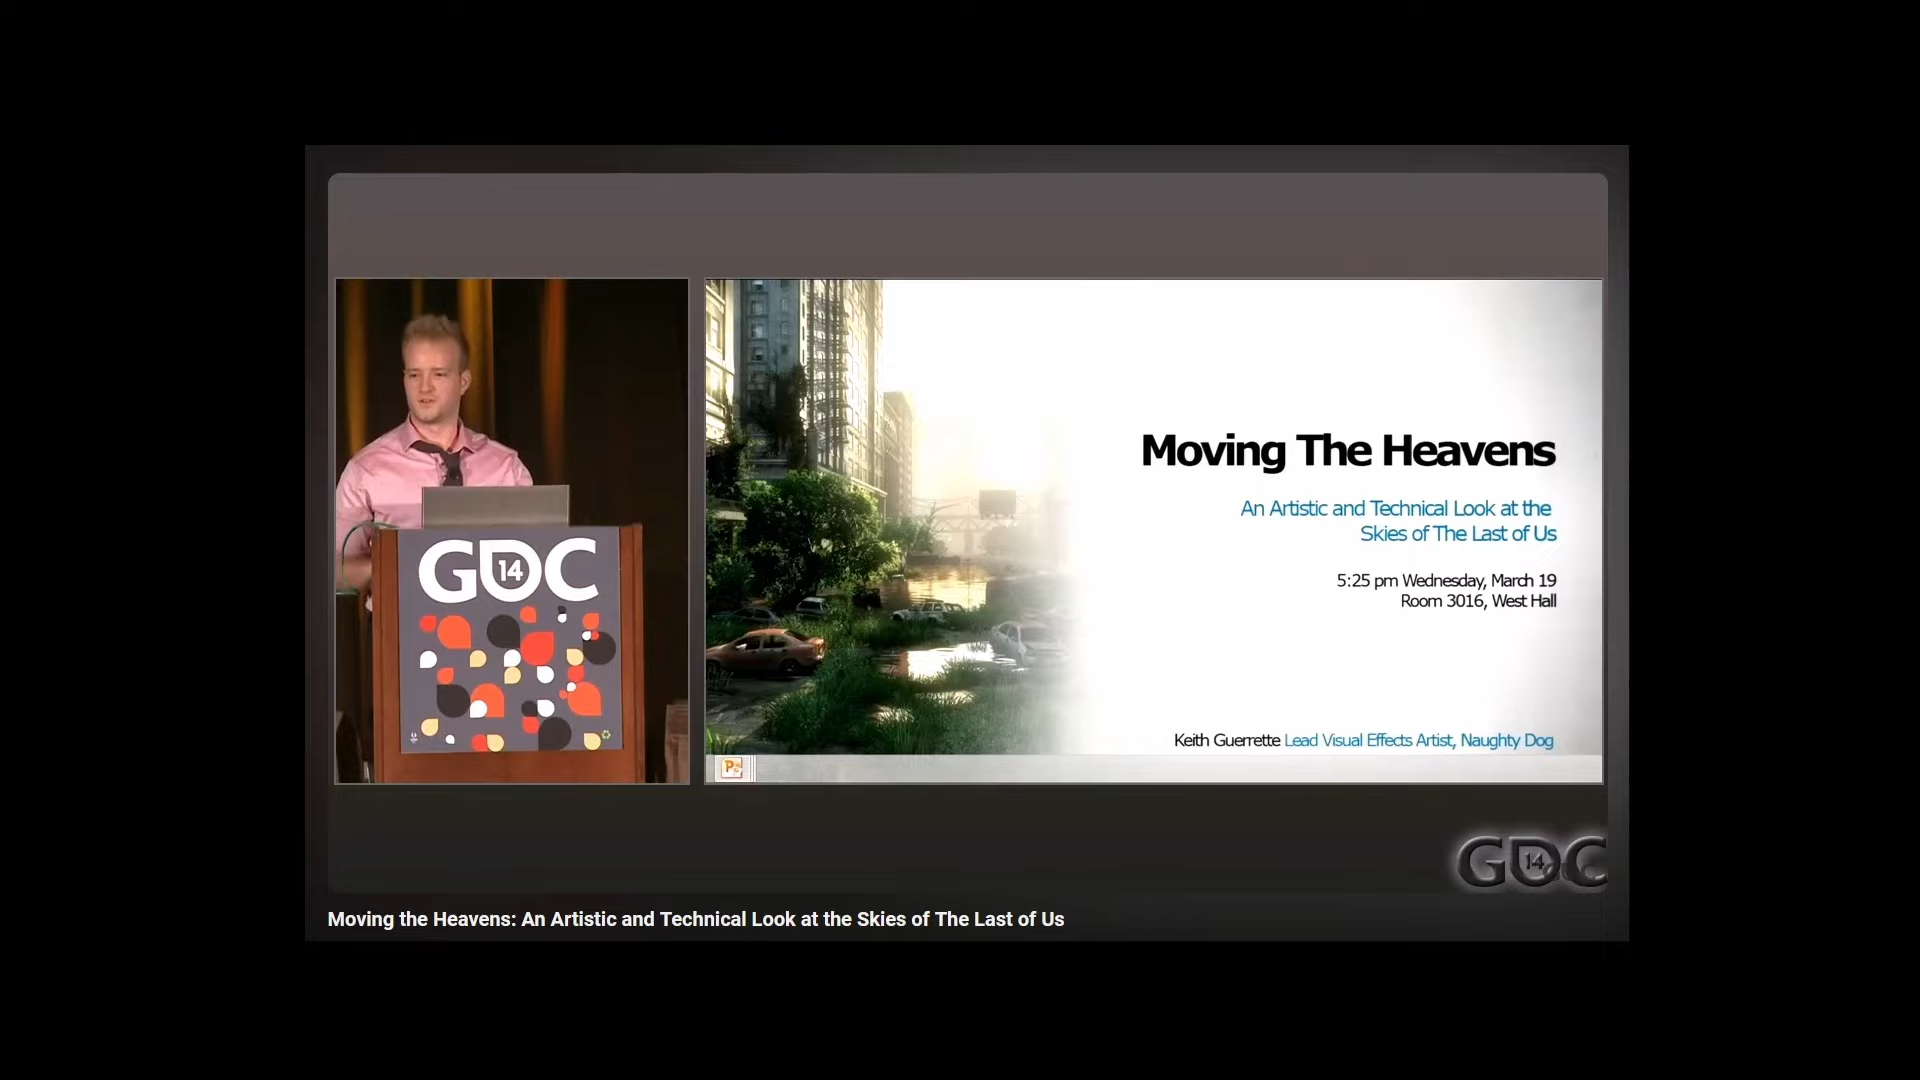 GDC
14
Moving The Heavens
An Artistic and Technical Look at the
Skies of The Last of Us
5:25 pm Wednesday, March 19
Room 3016, West Hall
Keith Guerrette Lead Visual Effects Artist, Naughty Dog
GDC
14
Moving the Heavens: An Artistic and Technical Look at the Skies of The Last of Us